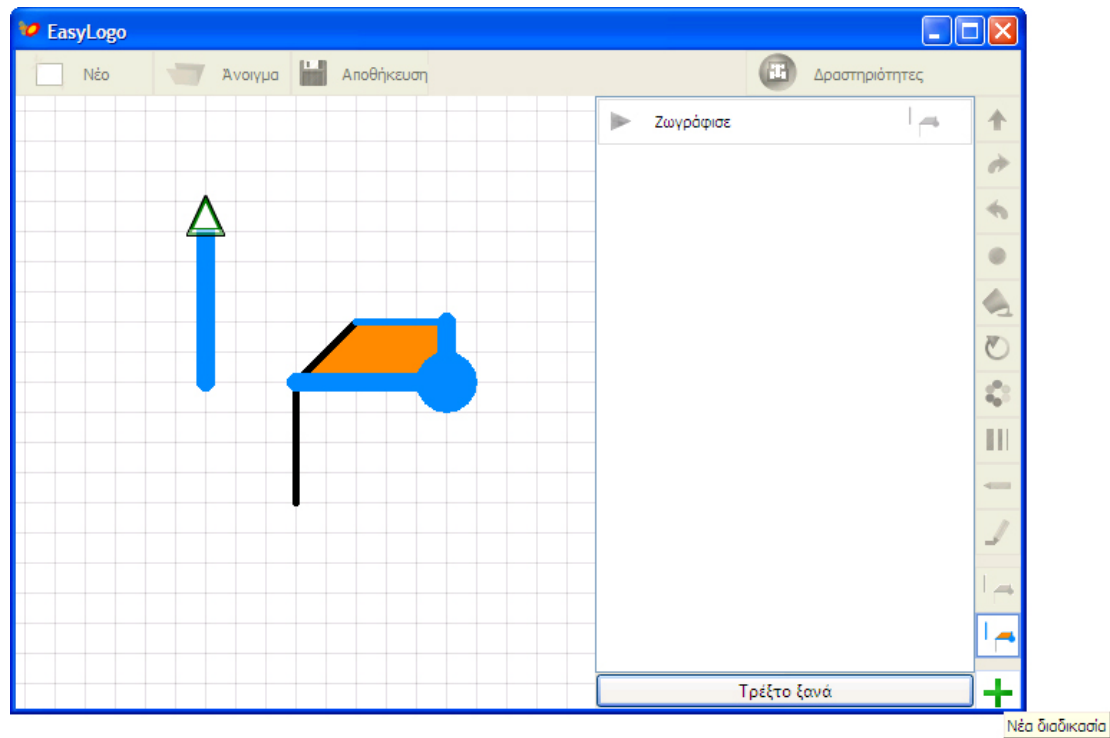 EasyLogo
Νέο Άνοιγμα Αποθήκευση Δραστηριότητες
Ζωγράφισε
Τρέξτο ξανά
Νέα διαδικασία